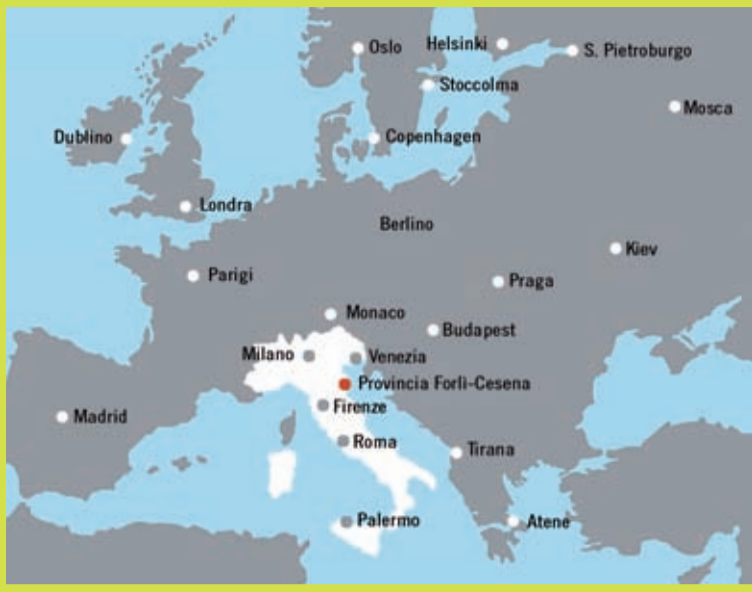 Oslo
Helsinki
S. Pietroburgo
Stoccolma
Mosca
Dublino
Copenhagen
Londra
Berlino
Kiev
Parigi
Praga
Monaco
Budapest
Milano
Venezia
Provincia Forlì-Cesena
Firenze
Madrid
Roma
Tirana
Palermo
Atene